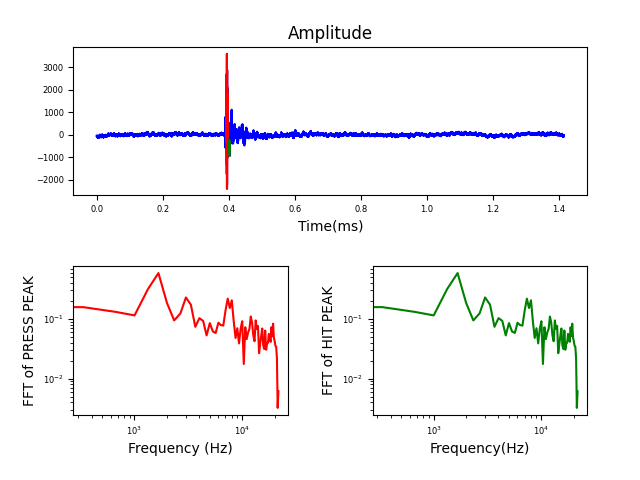 Amplitude
3000
2000
1000
0
−1000
−2000
0.0 0.2 0.4 0.6 0.8 1.0 1.2 1.4
Time(ms)
FFT of PRESS PEAK
10⁻¹
10⁻²
10³ 10⁴
Frequency (Hz)
FFT of HIT PEAK
10⁻¹
10⁻²
10³ 10⁴
Frequency(Hz)